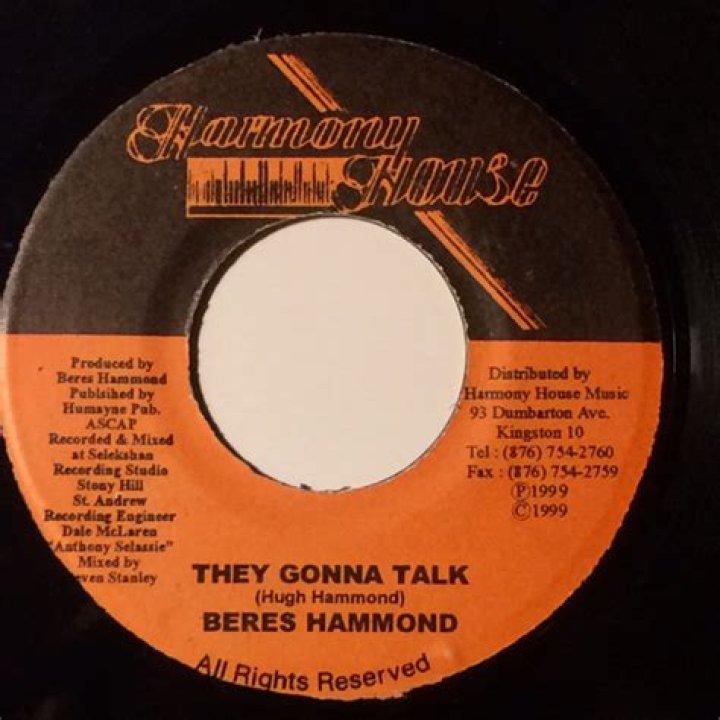 Harmony
House
Produced by
Beres Hammond
Publsihed by
Humayne Pub.
ASCAP
Recorded & Mixed
at Selekshan
Recording Studio
Stony Hill
St. Andrew
Recording Engineer
Dale McLaren
"Anthony Selassie"
Mixed by
even Stanley
Distributed by
Harmony House Music
93 Dumbarton Ave.
Kingston 10
Tel : (876) 754-2760
Fax : (876) 754-2759
Ⓟ1999
©1999
THEY GONNA TALK
(Hugh Hammond)
BERES HAMMOND
All Rights Reserved